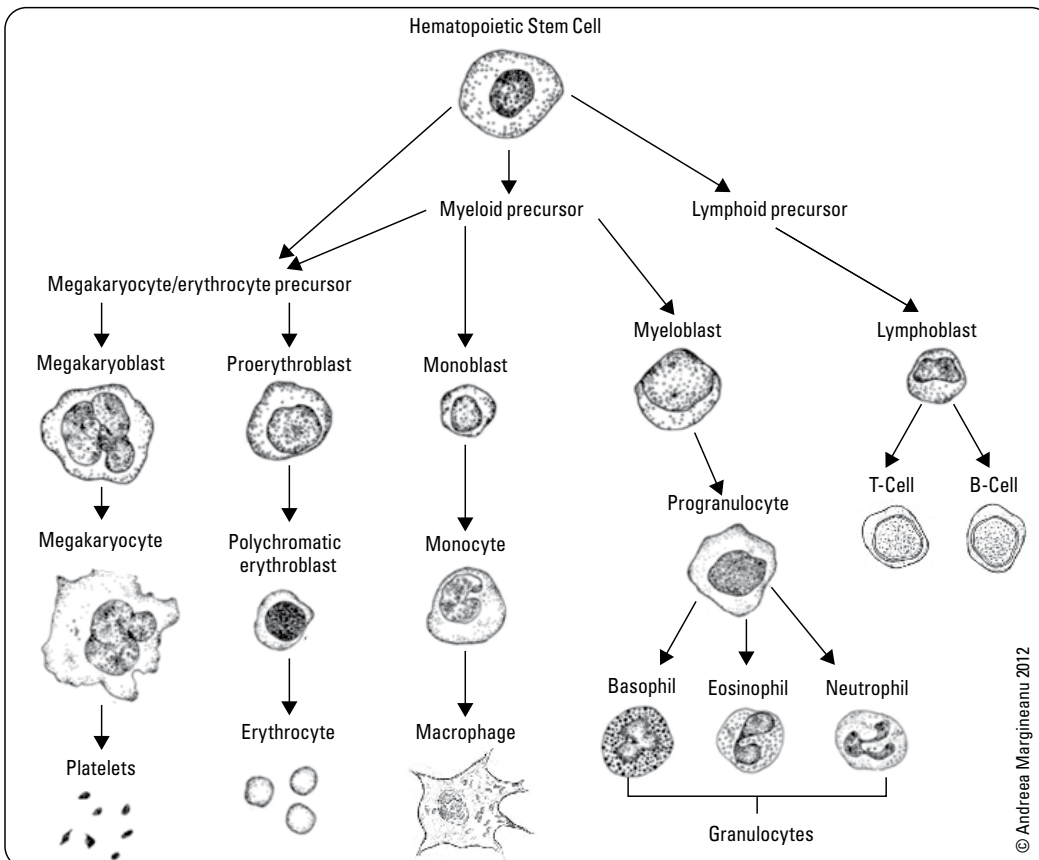 Hematopoietic Stem Cell
Myeloid precursor
Lymphoid precursor
Megakaryocyte/erythrocyte precursor
Myeloblast
Lymphoblast
Megakaryoblast
Proerythroblast
Monoblast
T-Cell
B-Cell
Progranulocyte
Megakaryocyte
Polychromatic
erythroblast
Monocyte
Basophil
Eosinophil
Neutrophil
Erythrocyte
Macrophage
Platelets
Granulocytes
© Andreea Margineanu 2012